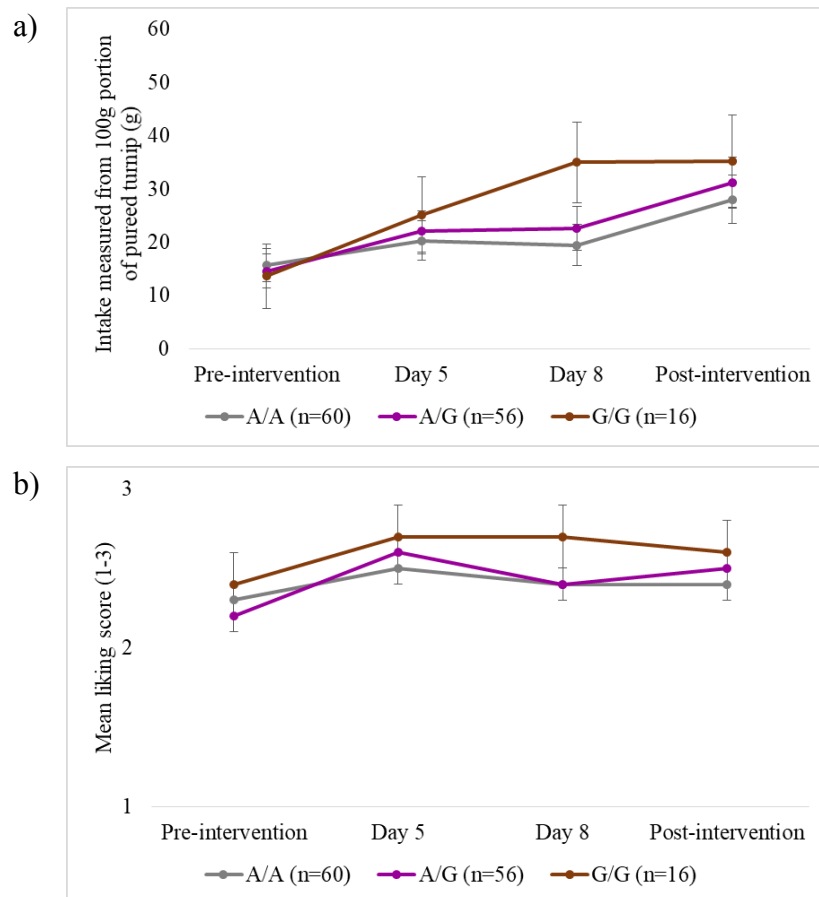 a)
Intake measured from 100g portion
of pureed turnip (g)
60
50
40
30
20
10
0
Pre-intervention Day 5 Day 8 Post-intervention
A/A (n=60) A/G (n=56) G/G (n=16)
b)
Mean liking score (1-3)
3
2
1
Pre-intervention Day 5 Day 8 Post-intervention
A/A (n=60) A/G (n=56) G/G (n=16)